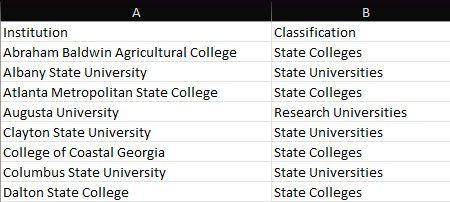 A B
Institution Classification
Abraham Baldwin Agricultural College State Colleges
Albany State University State Universities
Atlanta Metropolitan State College State Colleges
Augusta University Research Universities
Clayton State University State Universities
College of Coastal Georgia State Colleges
Columbus State University State Universities
Dalton State College State Colleges